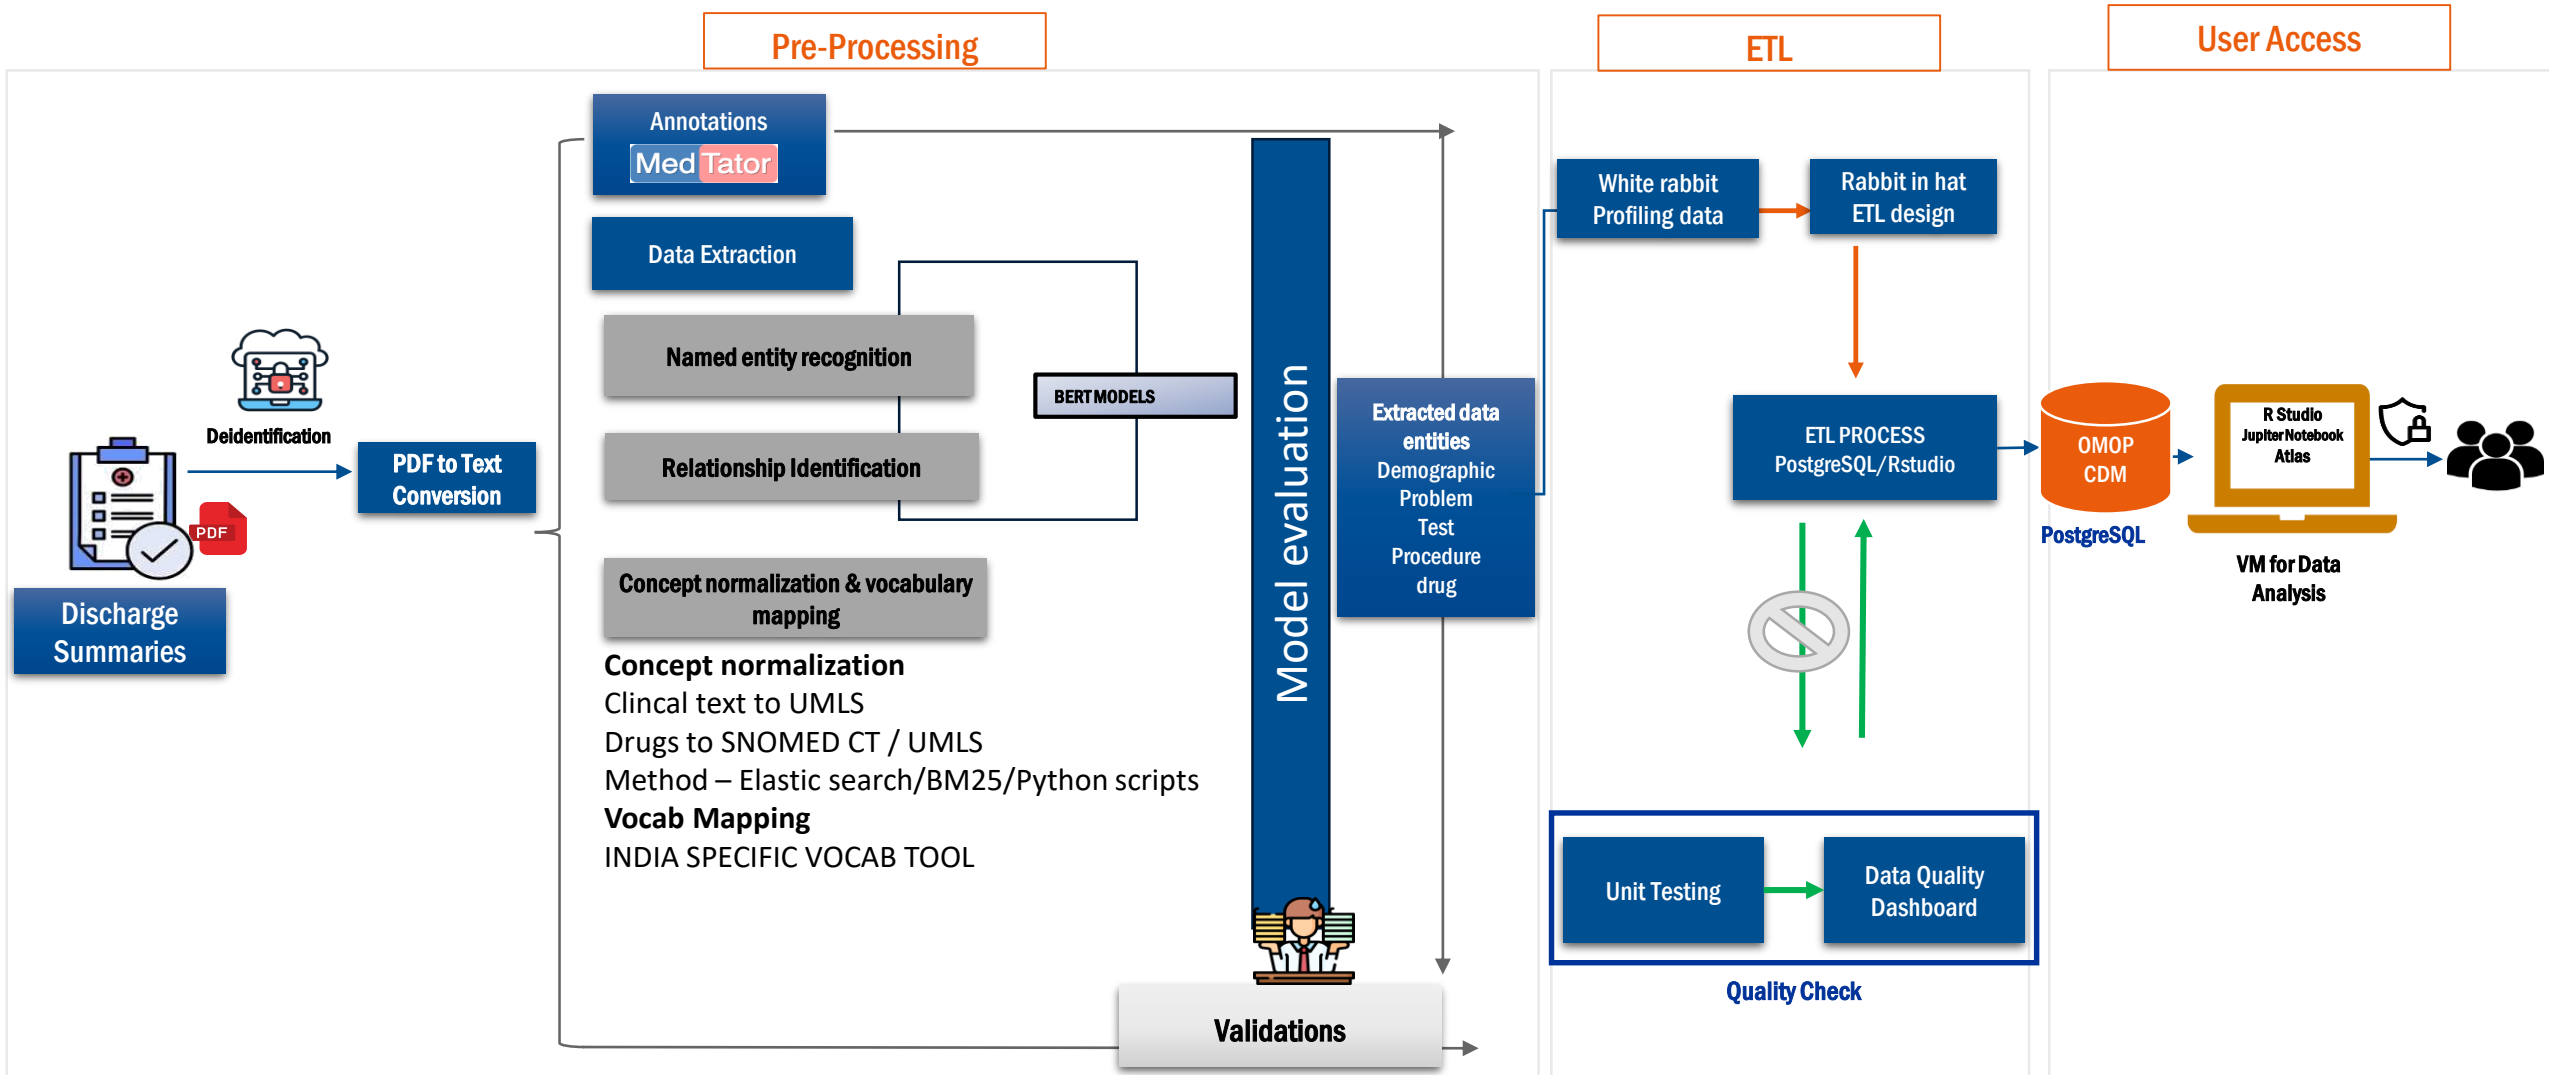 Pre-Processing
ETL
User Access
Annotations
Med Tator
Data Extraction
Named entity recognition
Relationship Identification
BERT MODELS
Deidentification
PDF to Text
Conversion
PDF
Discharge
Summaries
Concept normalization & vocabulary
mapping
Concept normalization
Clincal text to UMLS
Drugs to SNOMED CT / UMLS
Method – Elastic search/BM25/Python scripts
Vocab Mapping
INDIA SPECIFIC VOCAB TOOL
Model evaluation
Validations
Extracted data
entities
Demographic
Problem
Test
Procedure
drug
White rabbit
Profiling data
Rabbit in hat
ETL design
ETL PROCESS
PostgreSQL/Rstudio
Unit Testing
Data Quality
Dashboard
Quality Check
OMOP
CDM
PostgreSQL
R Studio
Jupiter Notebook
Atlas
VM for Data
Analysis